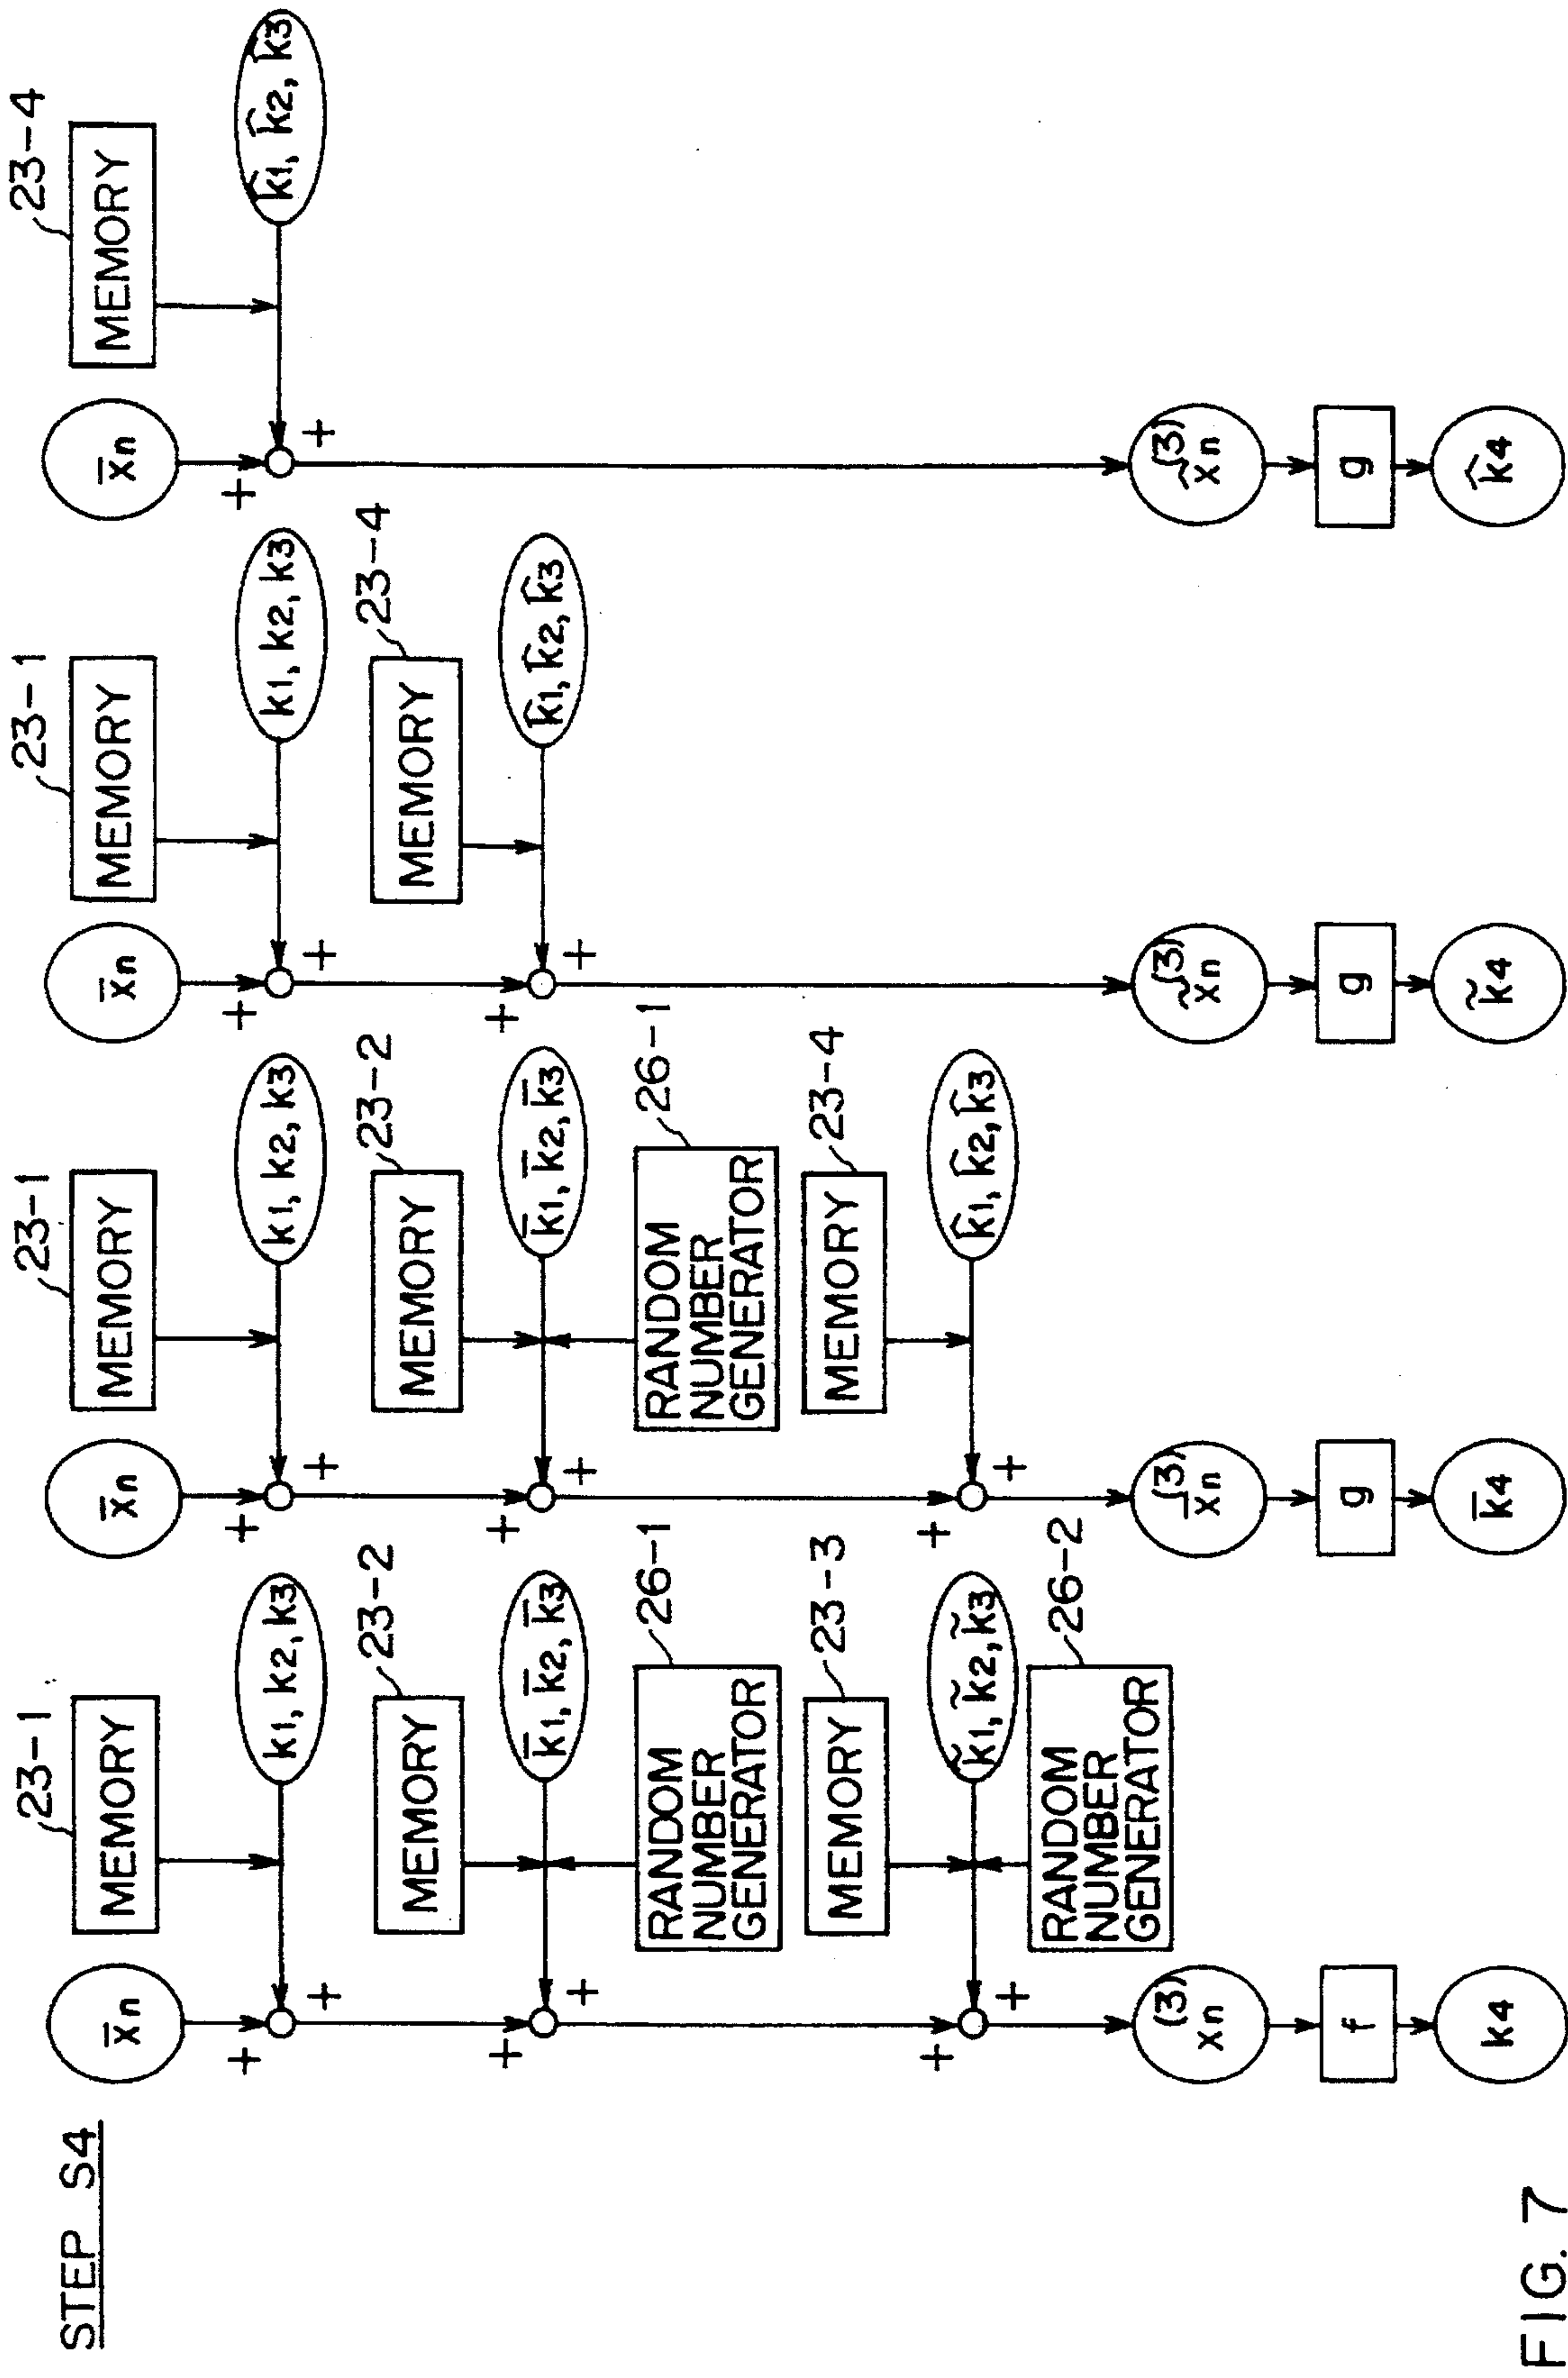 STEP S4
x̄n
+
+
23-1
MEMORY
k1, k2, k3
+
+
23-2
MEMORY
k̄1, k̄2, k̄3
26-1
RANDOM
NUMBER
GENERATOR
+
+
23-3
MEMORY
k̃1, k̃2, k̃3
26-2
RANDOM
NUMBER
GENERATOR
xn(3)
f
k4
x̄n
+
+
23-1
MEMORY
k1, k2, k3
+
+
23-2
MEMORY
k̄1, k̄2, k̄3
26-1
RANDOM
NUMBER
GENERATOR
+
+
23-4
MEMORY
k̂1, k̂2, k̂3
x̄n(3)
g
k̄4
x̄n
+
+
23-1
MEMORY
k1, k2, k3
+
+
23-4
MEMORY
k̂1, k̂2, k̂3
x̃n(3)
g
k̃4
x̄n
+
+
23-4
MEMORY
k̂1, k̂2, k̂3
x̂n(3)
g
k̂4
FIG. 7